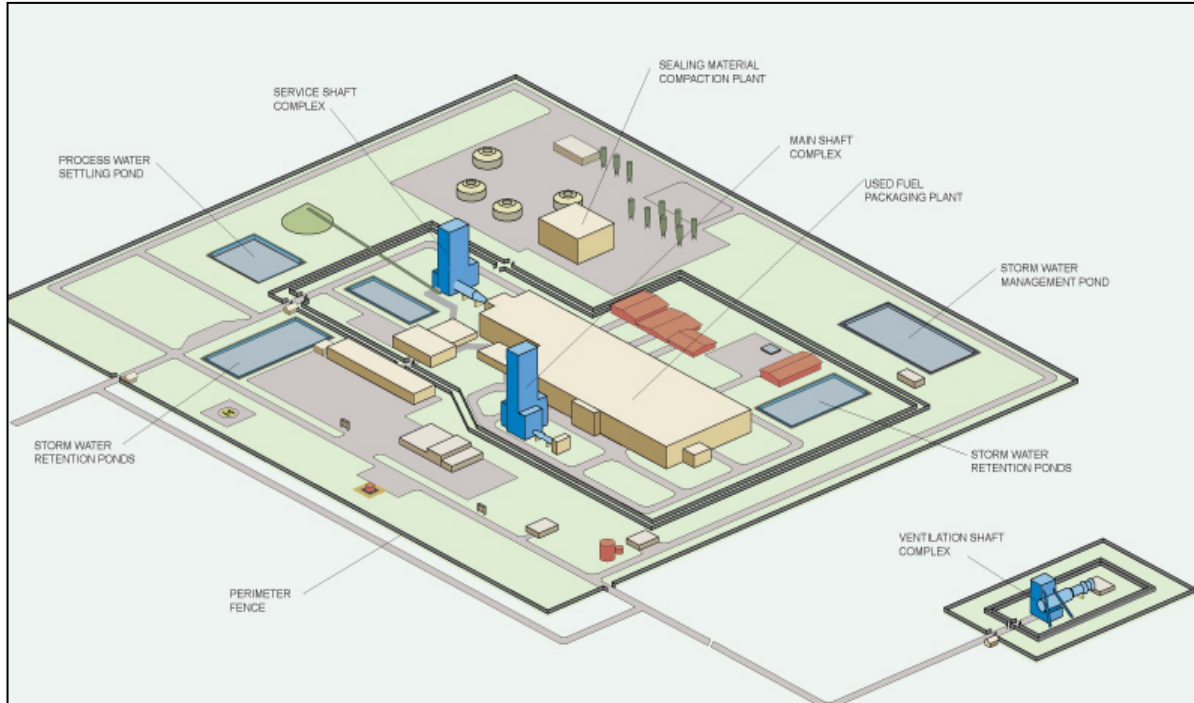 SEALING MATERIAL
COMPACTION PLANT
SERVICE SHAFT
COMPLEX
MAIN SHAFT
COMPLEX
PROCESS WATER
SETTLING POND
USED FUEL
PACKAGING PLANT
STORM WATER
MANAGEMENT POND
H
STORM WATER
RETENTION PONDS
STORM WATER
RETENTION PONDS
VENTILATION SHAFT
COMPLEX
PERIMETER
FENCE